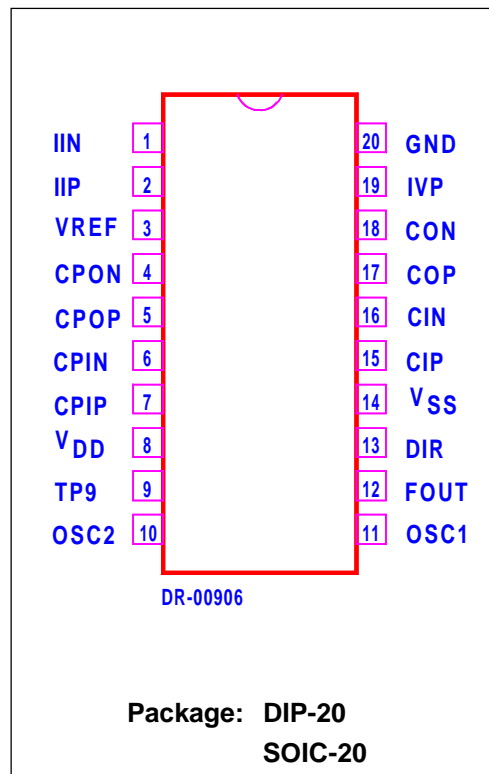 IIN 1 20 GND
IIP 2 19 IVP
VREF 3 18 CON
CPON 4 17 COP
CPOP 5 16 CIN
CPIN 6 15 CIP
CPIP 7 14 VSS
VDD 8 13 DIR
TP9 9 12 FOUT
OSC2 10 11 OSC1
DR-00906
Package: DIP-20
SOIC-20